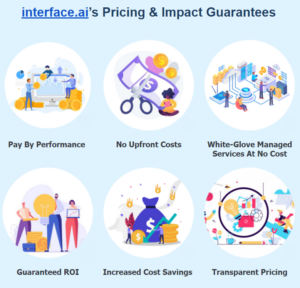 interface.ai's Pricing & Impact Guarantees
Pay By Performance
No Upfront Costs
White-Glove Managed
Services At No Cost
Guaranteed ROI
Increased Cost Savings
Transparent Pricing